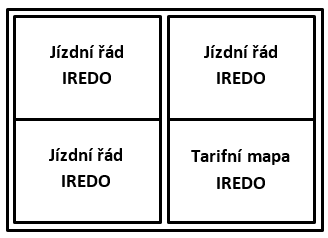 Jízdní řád
IREDO
Jízdní řád
IREDO
Jízdní řád
IREDO
Tarifní mapa
IREDO